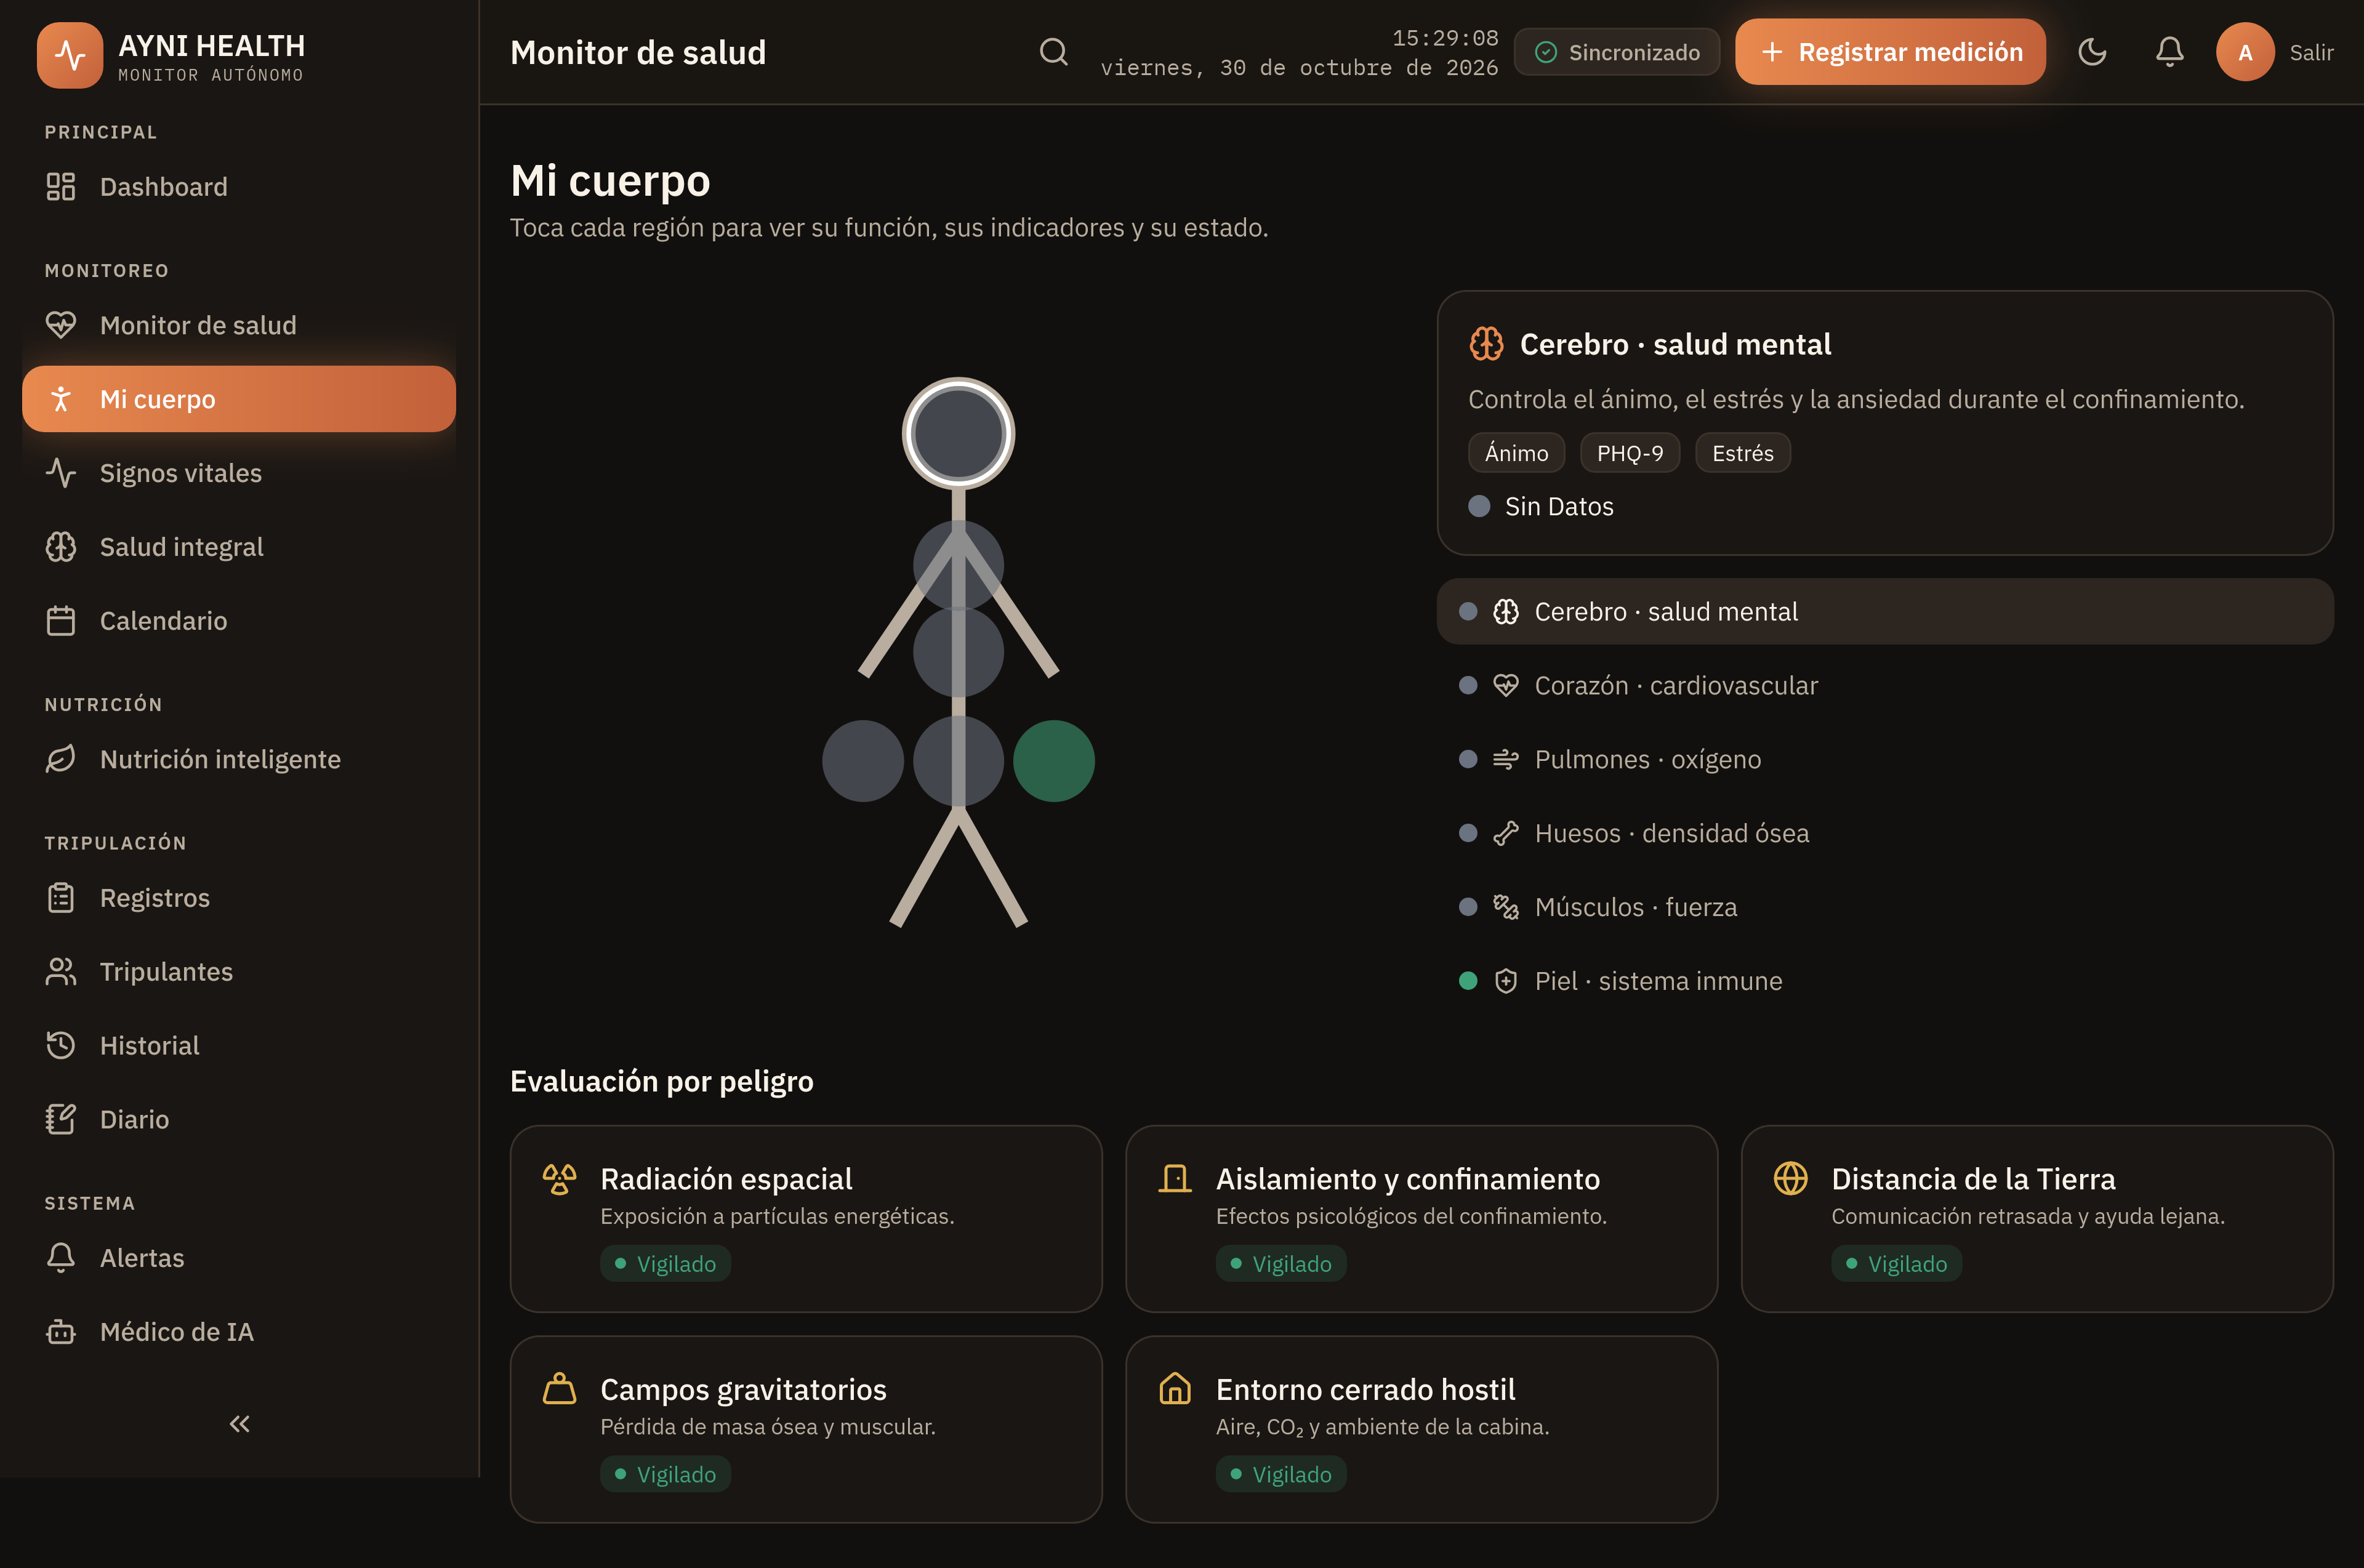 AYNI HEALTH
MONITOR AUTÓNOMO
PRINCIPAL
Dashboard
MONITOREO
Monitor de salud
Mi cuerpo
Signos vitales
Salud integral
Calendario
NUTRICIÓN
Nutrición inteligente
TRIPULACIÓN
Registros
Tripulantes
Historial
Diario
SISTEMA
Alertas
Médico de IA
Monitor de salud
15:29:08
viernes, 30 de octubre de 2026
Sincronizado
Registrar medición
A
Salir
Mi cuerpo
Toca cada región para ver su función, sus indicadores y su estado.
Cerebro · salud mental
Controla el ánimo, el estrés y la ansiedad durante el confinamiento.
Ánimo
PHQ-9
Estrés
Sin Datos
Cerebro · salud mental
Corazón · cardiovascular
Pulmones · oxígeno
Huesos · densidad ósea
Músculos · fuerza
Piel · sistema inmune
Evaluación por peligro
Radiación espacial
Exposición a partículas energéticas.
Vigilado
Aislamiento y confinamiento
Efectos psicológicos del confinamiento.
Vigilado
Distancia de la Tierra
Comunicación retrasada y ayuda lejana.
Vigilado
Campos gravitatorios
Pérdida de masa ósea y muscular.
Vigilado
Entorno cerrado hostil
Aire, CO₂ y ambiente de la cabina.
Vigilado